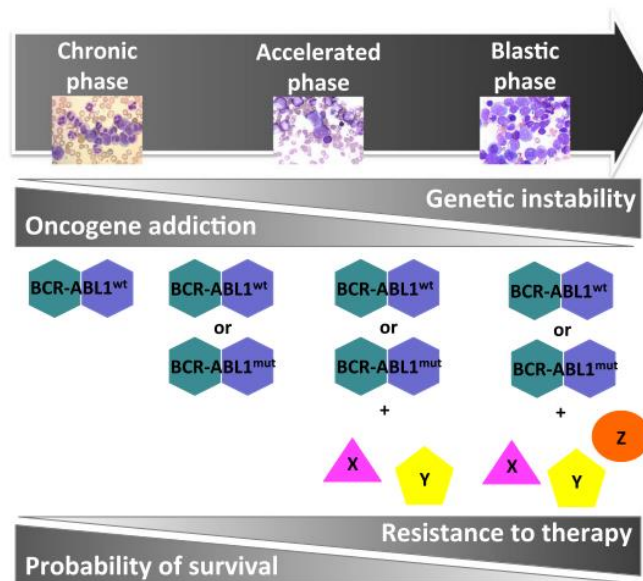 Chronic phase
Accelerated phase
Blastic phase
Genetic instability
Oncogene addiction
BCR-ABL1wt
BCR-ABL1wt
BCR-ABL1wt
BCR-ABL1wt
or
or
or
BCR-ABL1mut
BCR-ABL1mut
BCR-ABL1mut
+
+
Z
X
Y
X
Y
Resistance to therapy
Probability of survival